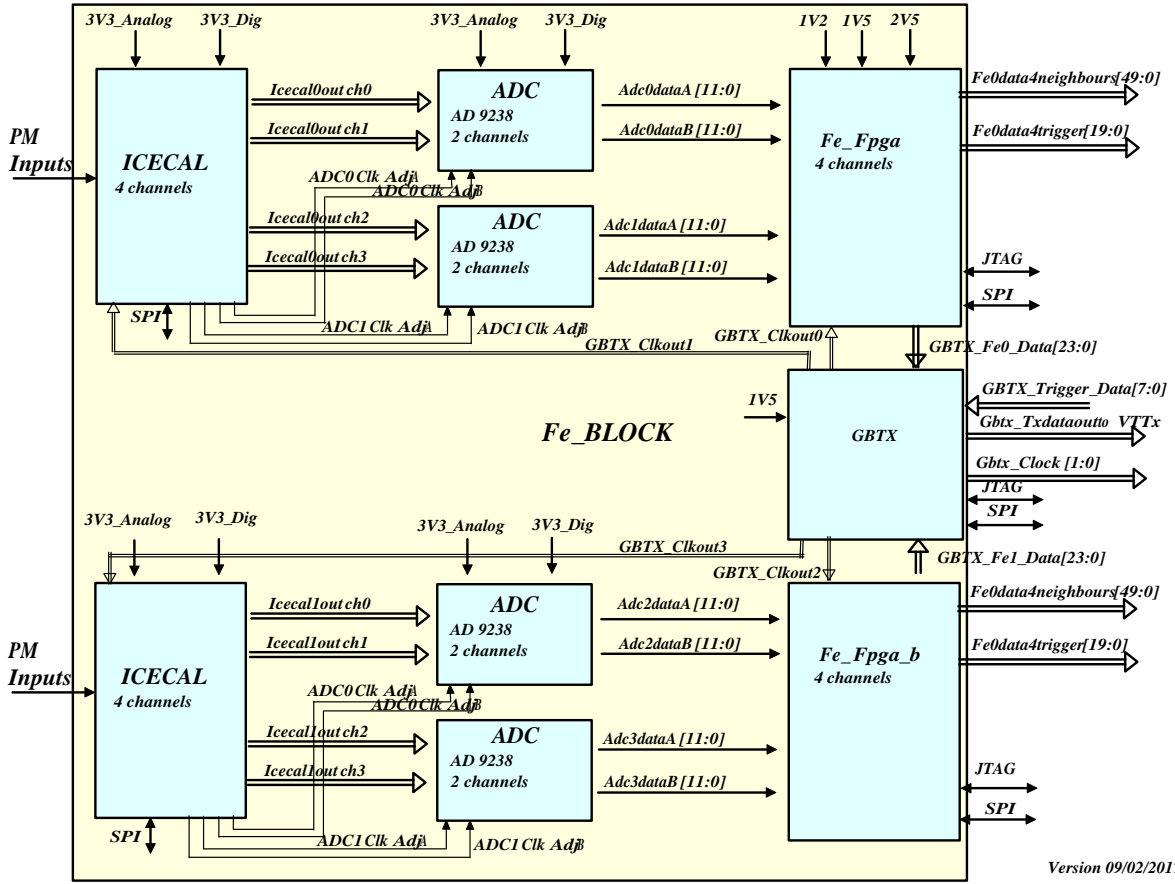 3V3_Analog 3V3_Dig 3V3_Analog 3V3_Dig 1V2 1V5 2V5
PM
Inputs
ICECAL
4 channels
Icecal0out ch0
Icecal0out ch1
Icecal0out ch2
Icecal0out ch3
ADC
AD 9238
2 channels
ADC0 Clk AdjA
ADC0 Clk AdjB
ADC
AD 9238
2 channels
Adc0dataA [11:0]
Adc0dataB [11:0]
Adc1dataA [11:0]
Adc1dataB [11:0]
Fe_Fpga
4 channels
Fe0data4neighbours[49:0]
Fe0data4trigger[19:0]
JTAG
SPI
SPI
ADC1 Clk AdjA
ADC1 Clk AdjB
GBTX_Clkout1
GBTX_Clkout0
GBTX_Fe0_Data[23:0]
1V5
Fe_BLOCK
GBTX
GBTX_Trigger_Data[7:0]
Gbtx_Txdataout to VTTx
Gbtx_Clock [1:0]
JTAG
SPI
3V3_Analog 3V3_Dig 3V3_Analog 3V3_Dig
GBTX_Clkout3
GBTX_Clkout2
GBTX_Fe1_Data[23:0]
PM
Inputs
ICECAL
4 channels
Icecal1out ch0
Icecal1out ch1
Icecal1out ch2
Icecal1out ch3
ADC
AD 9238
2 channels
ADC0 Clk AdjA
ADC0 Clk AdjB
ADC
AD 9238
2 channels
Adc2dataA [11:0]
Adc2dataB [11:0]
Adc3dataA [11:0]
Adc3dataB [11:0]
Fe_Fpga_b
4 channels
Fe0data4neighbours[49:0]
Fe0data4trigger[19:0]
JTAG
SPI
SPI
ADC1 Clk AdjA
ADC1 Clk AdjB
Version